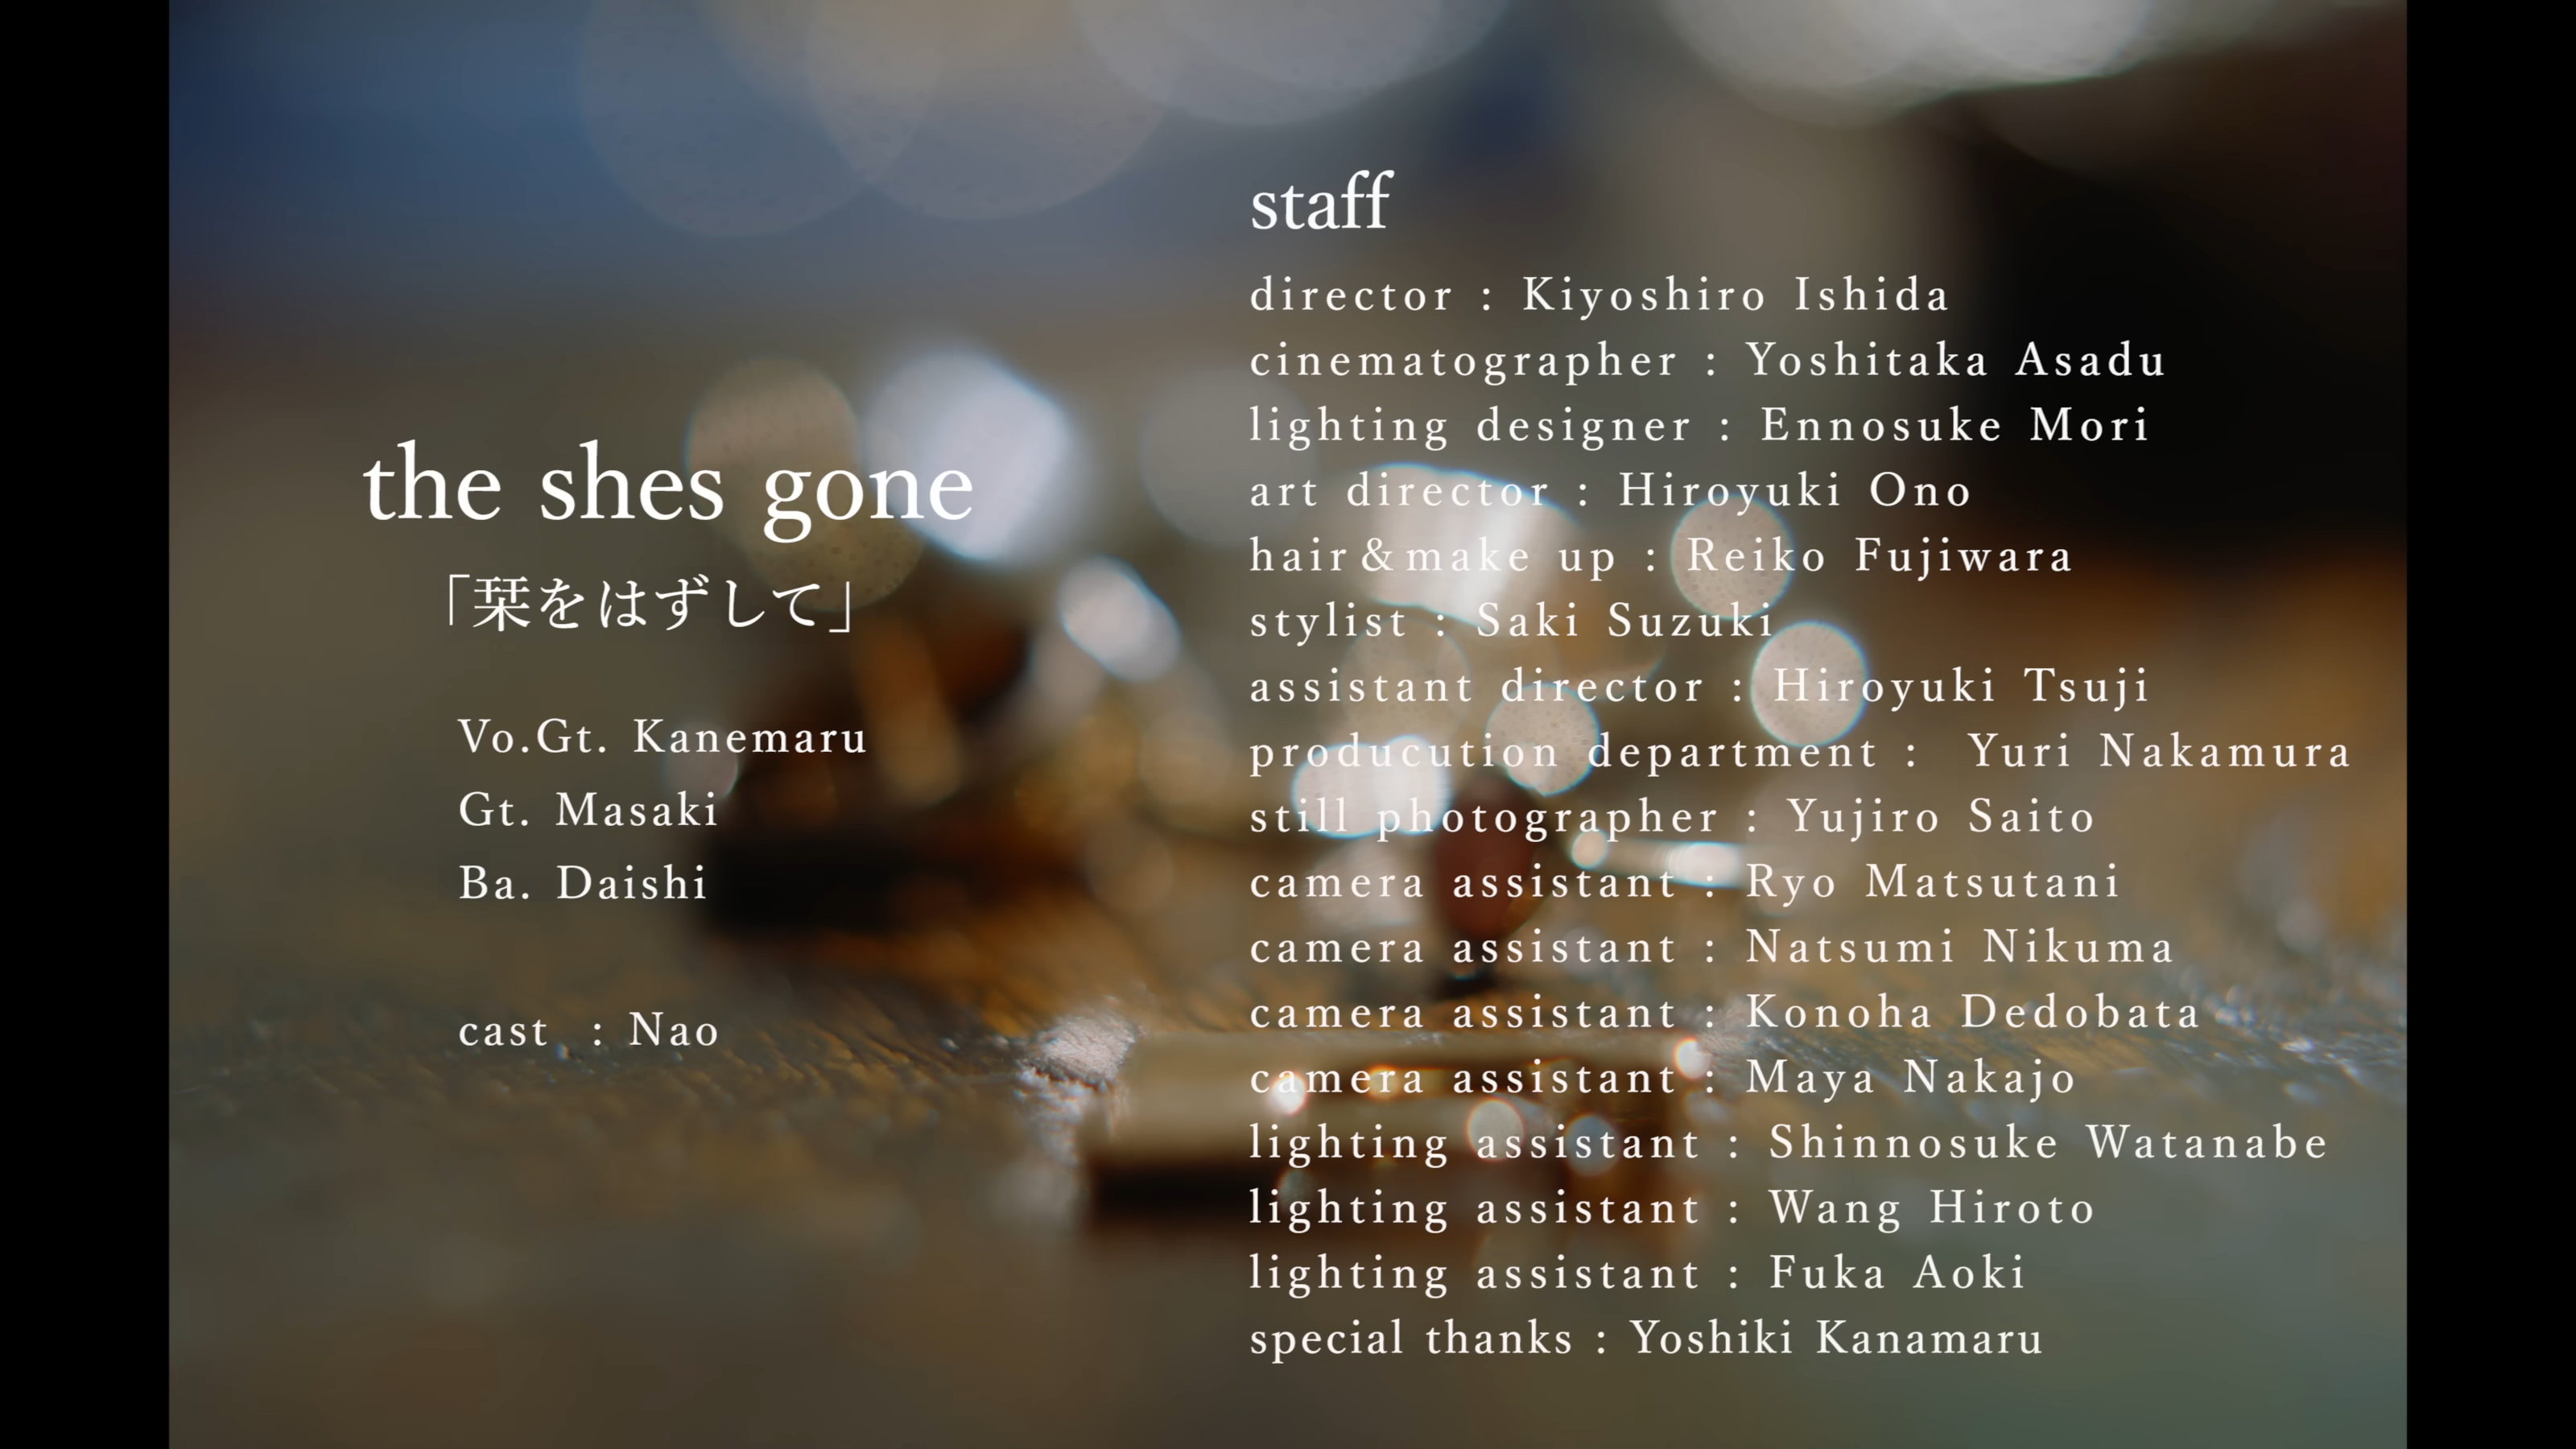 the shes gone
「栞をはずして」
Vo.Gt. Kanemaru
Gt. Masaki
Ba. Daishi
cast : Nao
staff
director : Kiyoshiro Ishida
cinematographer : Yoshitaka Asadu
lighting designer : Ennosuke Mori
art director : Hiroyuki Ono
hair&make up : Reiko Fujiwara
stylist : Saki Suzuki
assistant director : Hiroyuki Tsuji
producution department : Yuri Nakamura
still photographer : Yujiro Saito
camera assistant : Ryo Matsutani
camera assistant : Natsumi Nikuma
camera assistant : Konoha Dedobata
camera assistant : Maya Nakajo
lighting assistant : Shinnosuke Watanabe
lighting assistant : Wang Hiroto
lighting assistant : Fuka Aoki
special thanks : Yoshiki Kanamaru